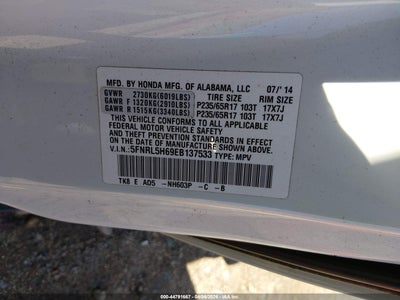 MFD. BY HONDA MFG. OF ALABAMA, LLC 07/'14
GVWR 2730KG(6019LBS) TIRE SIZE RIM SIZE
GAWR F 1320KG(2910LBS) P235/65R17 103T 17X7J
GAWR R 1515KG(3340LBS) P235/65R17 103T 17X7J
THIS VEHICLE CONFORMS TO ALL APPLICABLE
FEDERAL MOTOR VEHICLE SAFETY, BUMPER,
AND THEFT PREVENTION STANDARDS IN EFFECT
ON THE DATE OF MANUFACTURE SHOWN ABOVE.
V.I.N.: 5FNRL5H69EB137533 TYPE: MPV
TK8 E AD5 -NH603P -C -B